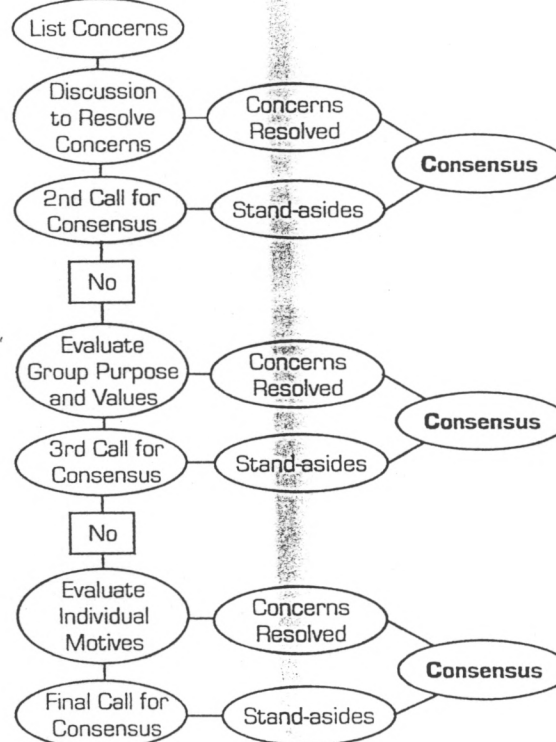 List Concerns
Discussion
to Resolve
Concerns
Concerns
Resolved
Consensus
2nd Call for
Consensus
Stand-asides
No
Evaluate
Group Purpose
and Values
Concerns
Resolved
Consensus
3rd Call for
Consensus
Stand-asides
No
Evaluate
Individual
Motives
Concerns
Resolved
Consensus
Final Call for
Consensus
Stand-asides